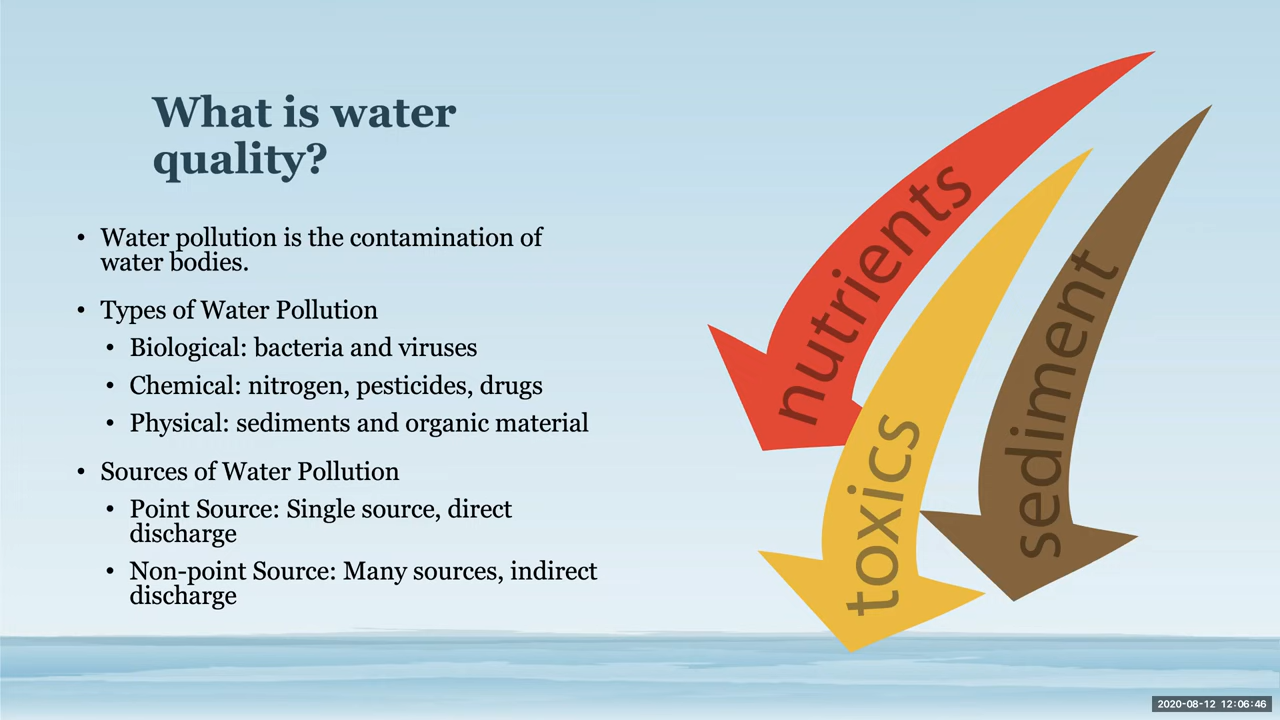 What is water
quality?
• Water pollution is the contamination of
water bodies.
• Types of Water Pollution
• Biological: bacteria and viruses
• Chemical: nitrogen, pesticides, drugs
• Physical: sediments and organic material
• Sources of Water Pollution
• Point Source: Single source, direct
discharge
• Non-point Source: Many sources, indirect
discharge
nutrients
toxics
sediment
2020-08-12 12:06:46